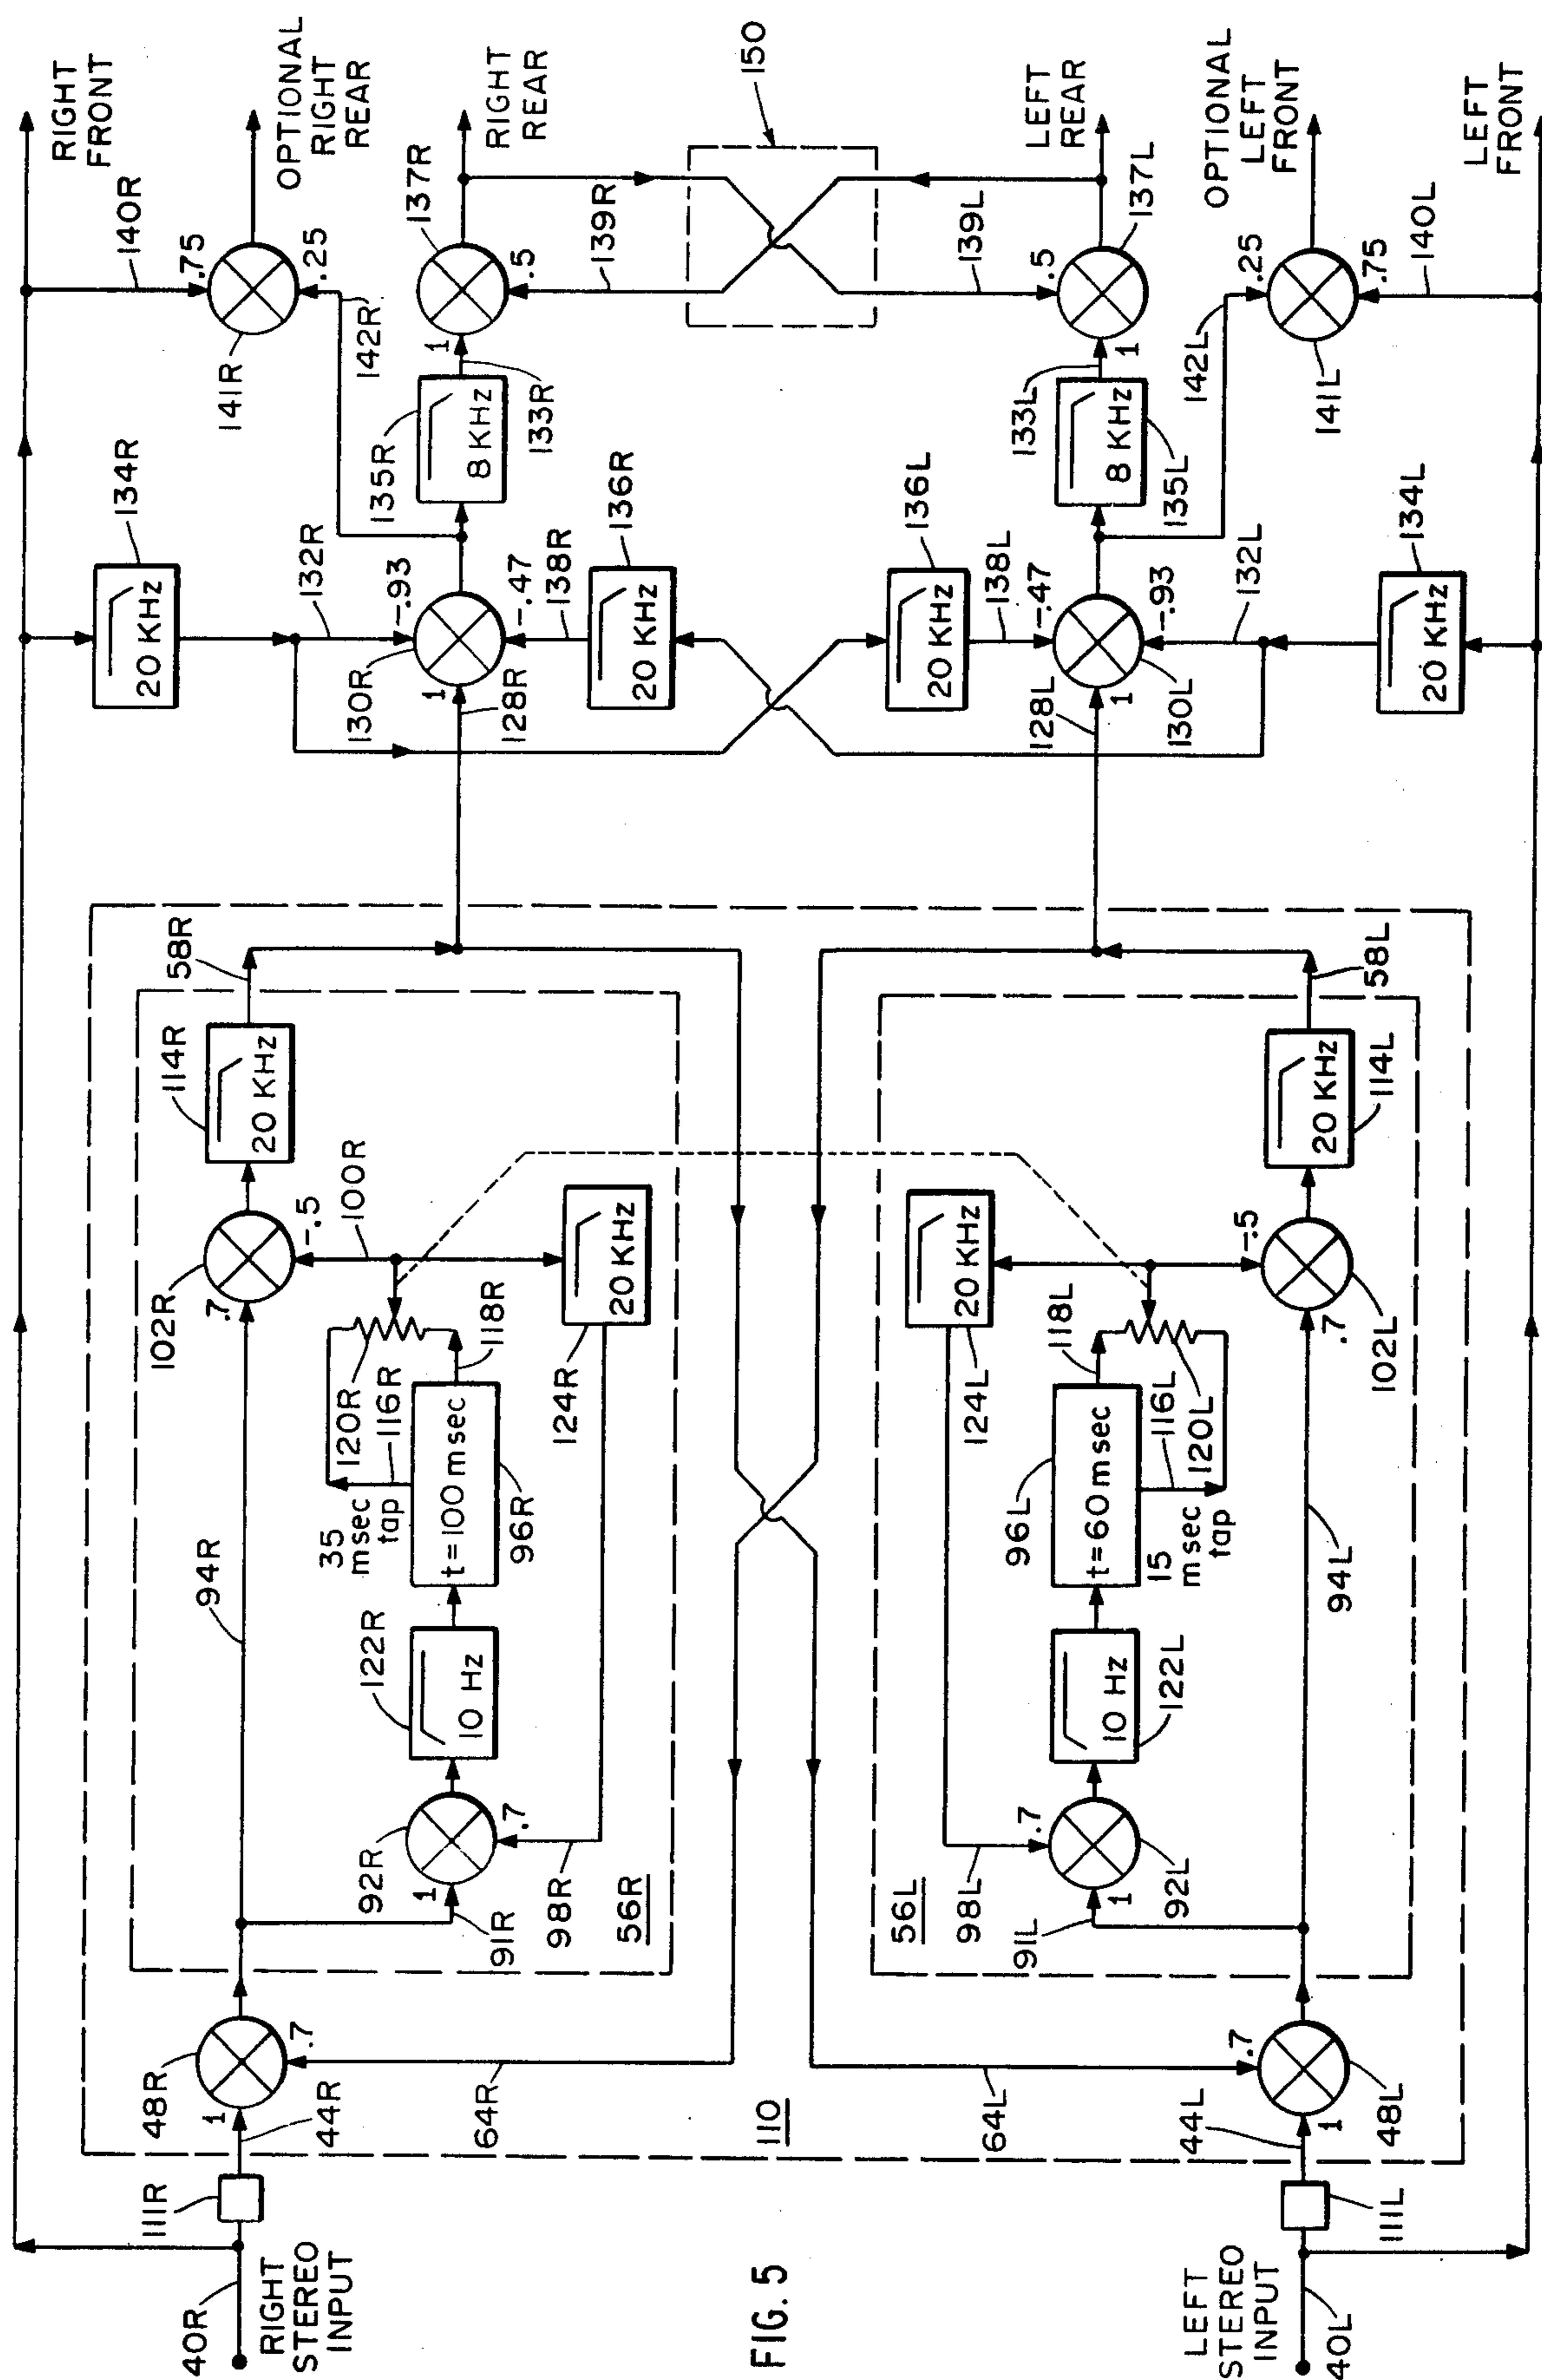 40R
RIGHT
STEREO
INPUT
111R
44R
1
48R
.7
64R
94R
91R
1
92R
.7
98R
56R
122R
10 Hz
35
msec
tap
t=100 msec
96R
116R
120R
118R
124R
20 KHz
100R
102R
.7
-.5
114R
20 KHz
58R
128R
1
130R
-.93
-.47
132R
134R
20 KHz
138R
136R
20 KHz
135R
8 KHz
133R
1
137R
.5
139R
142R
141R
.75
.25
140R
RIGHT
FRONT
OPTIONAL
RIGHT
REAR
RIGHT
REAR
150
FIG. 5
110
LEFT
STEREO
INPUT
40L
111L
44L
1
48L
.7
64L
56L
91L
1
92L
.7
98L
122L
10 Hz
96L
t=60 msec
15
msec
tap
116L
120L
118L
124L
20 KHz
94L
102L
.7
-.5
114L
20 KHz
58L
128L
1
130L
-.47
-.93
132L
134L
20 KHz
138L
136L
20 KHz
135L
8 KHz
133L
1
137L
.5
139L
142L
141L
.25
.75
140L
LEFT
REAR
OPTIONAL
LEFT
FRONT
LEFT
FRONT